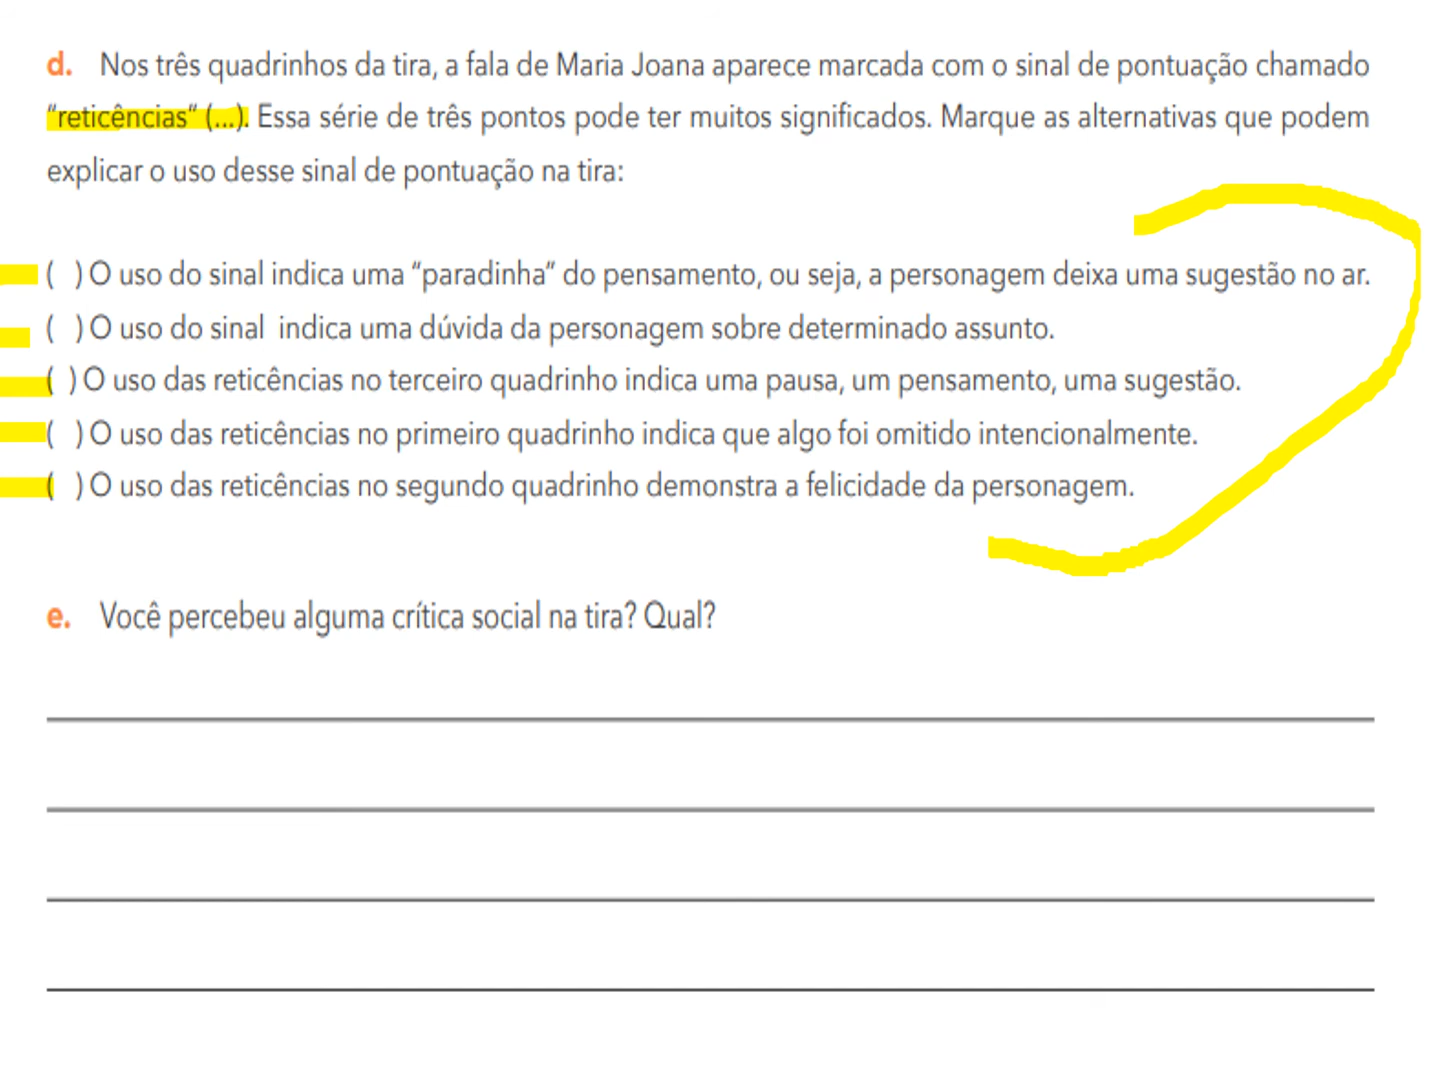 d. Nos três quadrinhos da tira, a fala de Maria Joana aparece marcada com o sinal de pontuação chamado
“reticências” (...). Essa série de três pontos pode ter muitos significados. Marque as alternativas que podem
explicar o uso desse sinal de pontuação na tira:
( ) O uso do sinal indica uma “paradinha” do pensamento, ou seja, a personagem deixa uma sugestão no ar.
( ) O uso do sinal indica uma dúvida da personagem sobre determinado assunto.
( ) O uso das reticências no terceiro quadrinho indica uma pausa, um pensamento, uma sugestão.
( ) O uso das reticências no primeiro quadrinho indica que algo foi omitido intencionalmente.
( ) O uso das reticências no segundo quadrinho demonstra a felicidade da personagem.
e. Você percebeu alguma crítica social na tira? Qual?